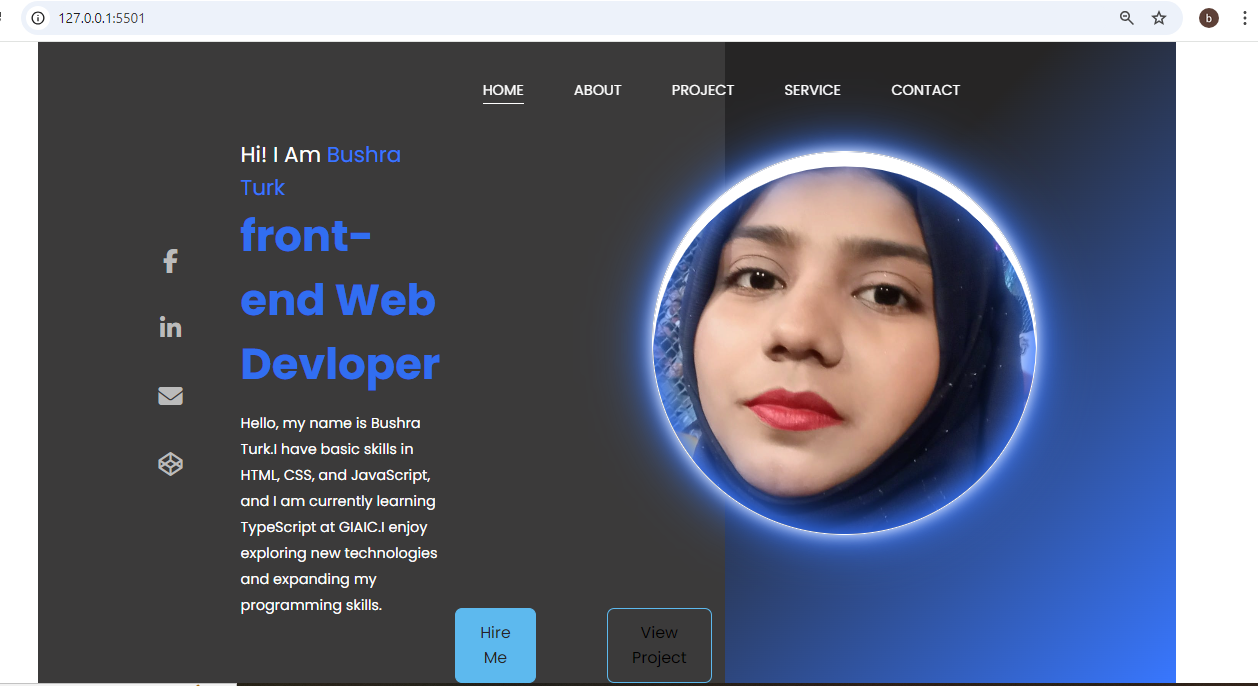 127.0.0.1:5501
b
HOME ABOUT PROJECT SERVICE CONTACT
Hi! I Am Bushra
Turk
front-
end Web
Devloper
Hello, my name is Bushra
Turk.I have basic skills in
HTML, CSS, and JavaScript,
and I am currently learning
TypeScript at GIAIC.I enjoy
exploring new technologies
and expanding my
programming skills.
Hire
Me
View
Project